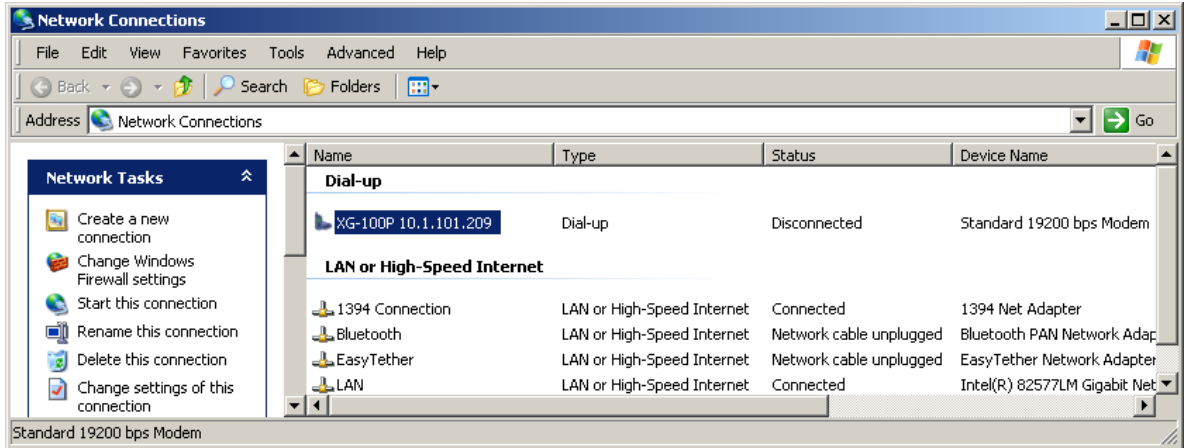 Network Connections
File Edit View Favorites Tools Advanced Help
Back Search Folders
Address Network Connections Go
Network Tasks
Create a new
connection
Change Windows
Firewall settings
Start this connection
Rename this connection
Delete this connection
Change settings of this
connection
Name Type Status Device Name
Dial-up
XG-100P 10.1.101.209 Dial-up Disconnected Standard 19200 bps Modem
LAN or High-Speed Internet
1394 Connection LAN or High-Speed Internet Connected 1394 Net Adapter
Bluetooth LAN or High-Speed Internet Network cable unplugged Bluetooth PAN Network Adap
EasyTether LAN or High-Speed Internet Network cable unplugged EasyTether Network Adapter
LAN LAN or High-Speed Internet Connected Intel(R) 82577LM Gigabit Net
Standard 19200 bps Modem